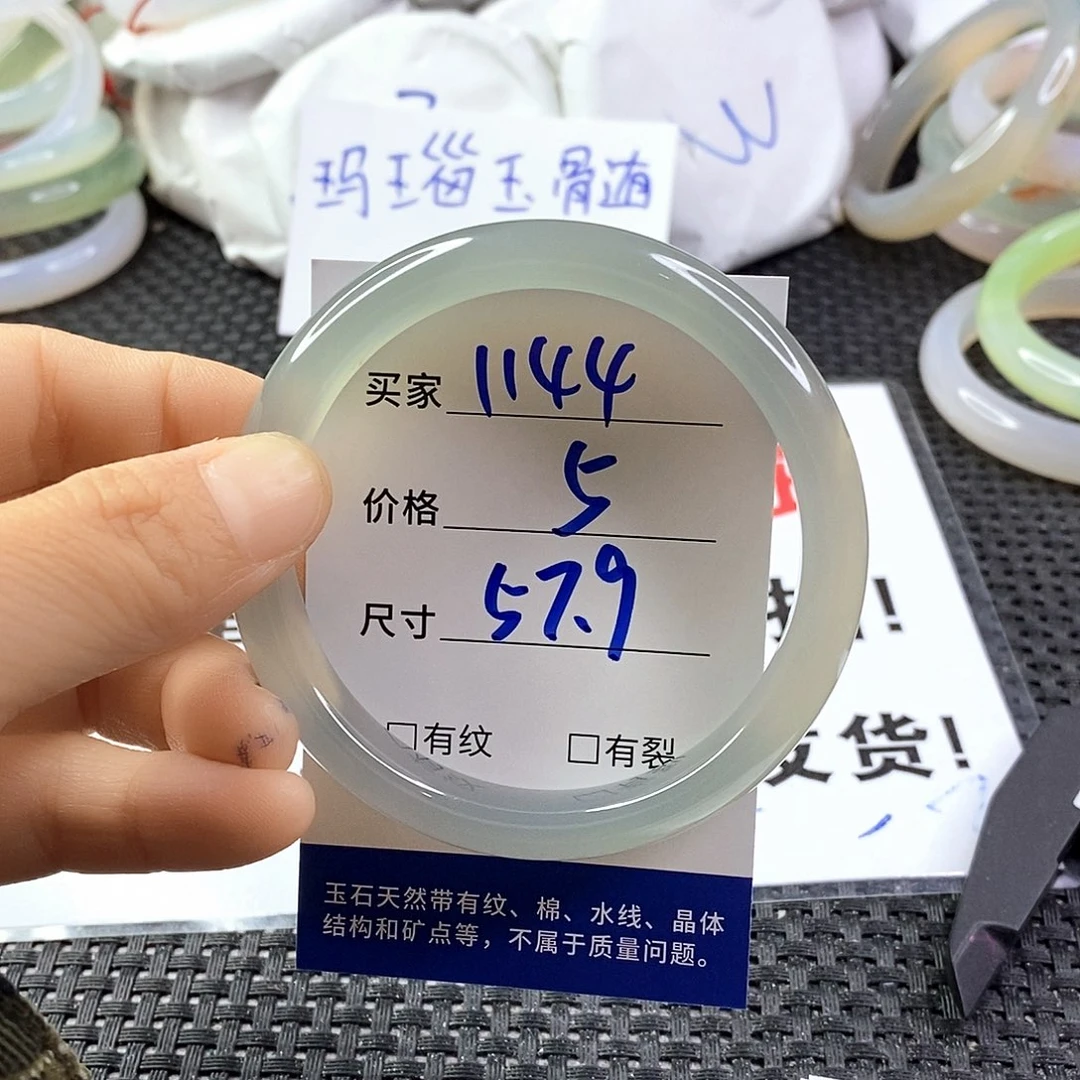 玛瑙玉骨髓
买家 1144
价格 5
尺寸 57.9
□有纹 □有裂
玉石天然带有纹、棉、水线、晶体
结构和矿点等，不属于质量问题。
！
发货！